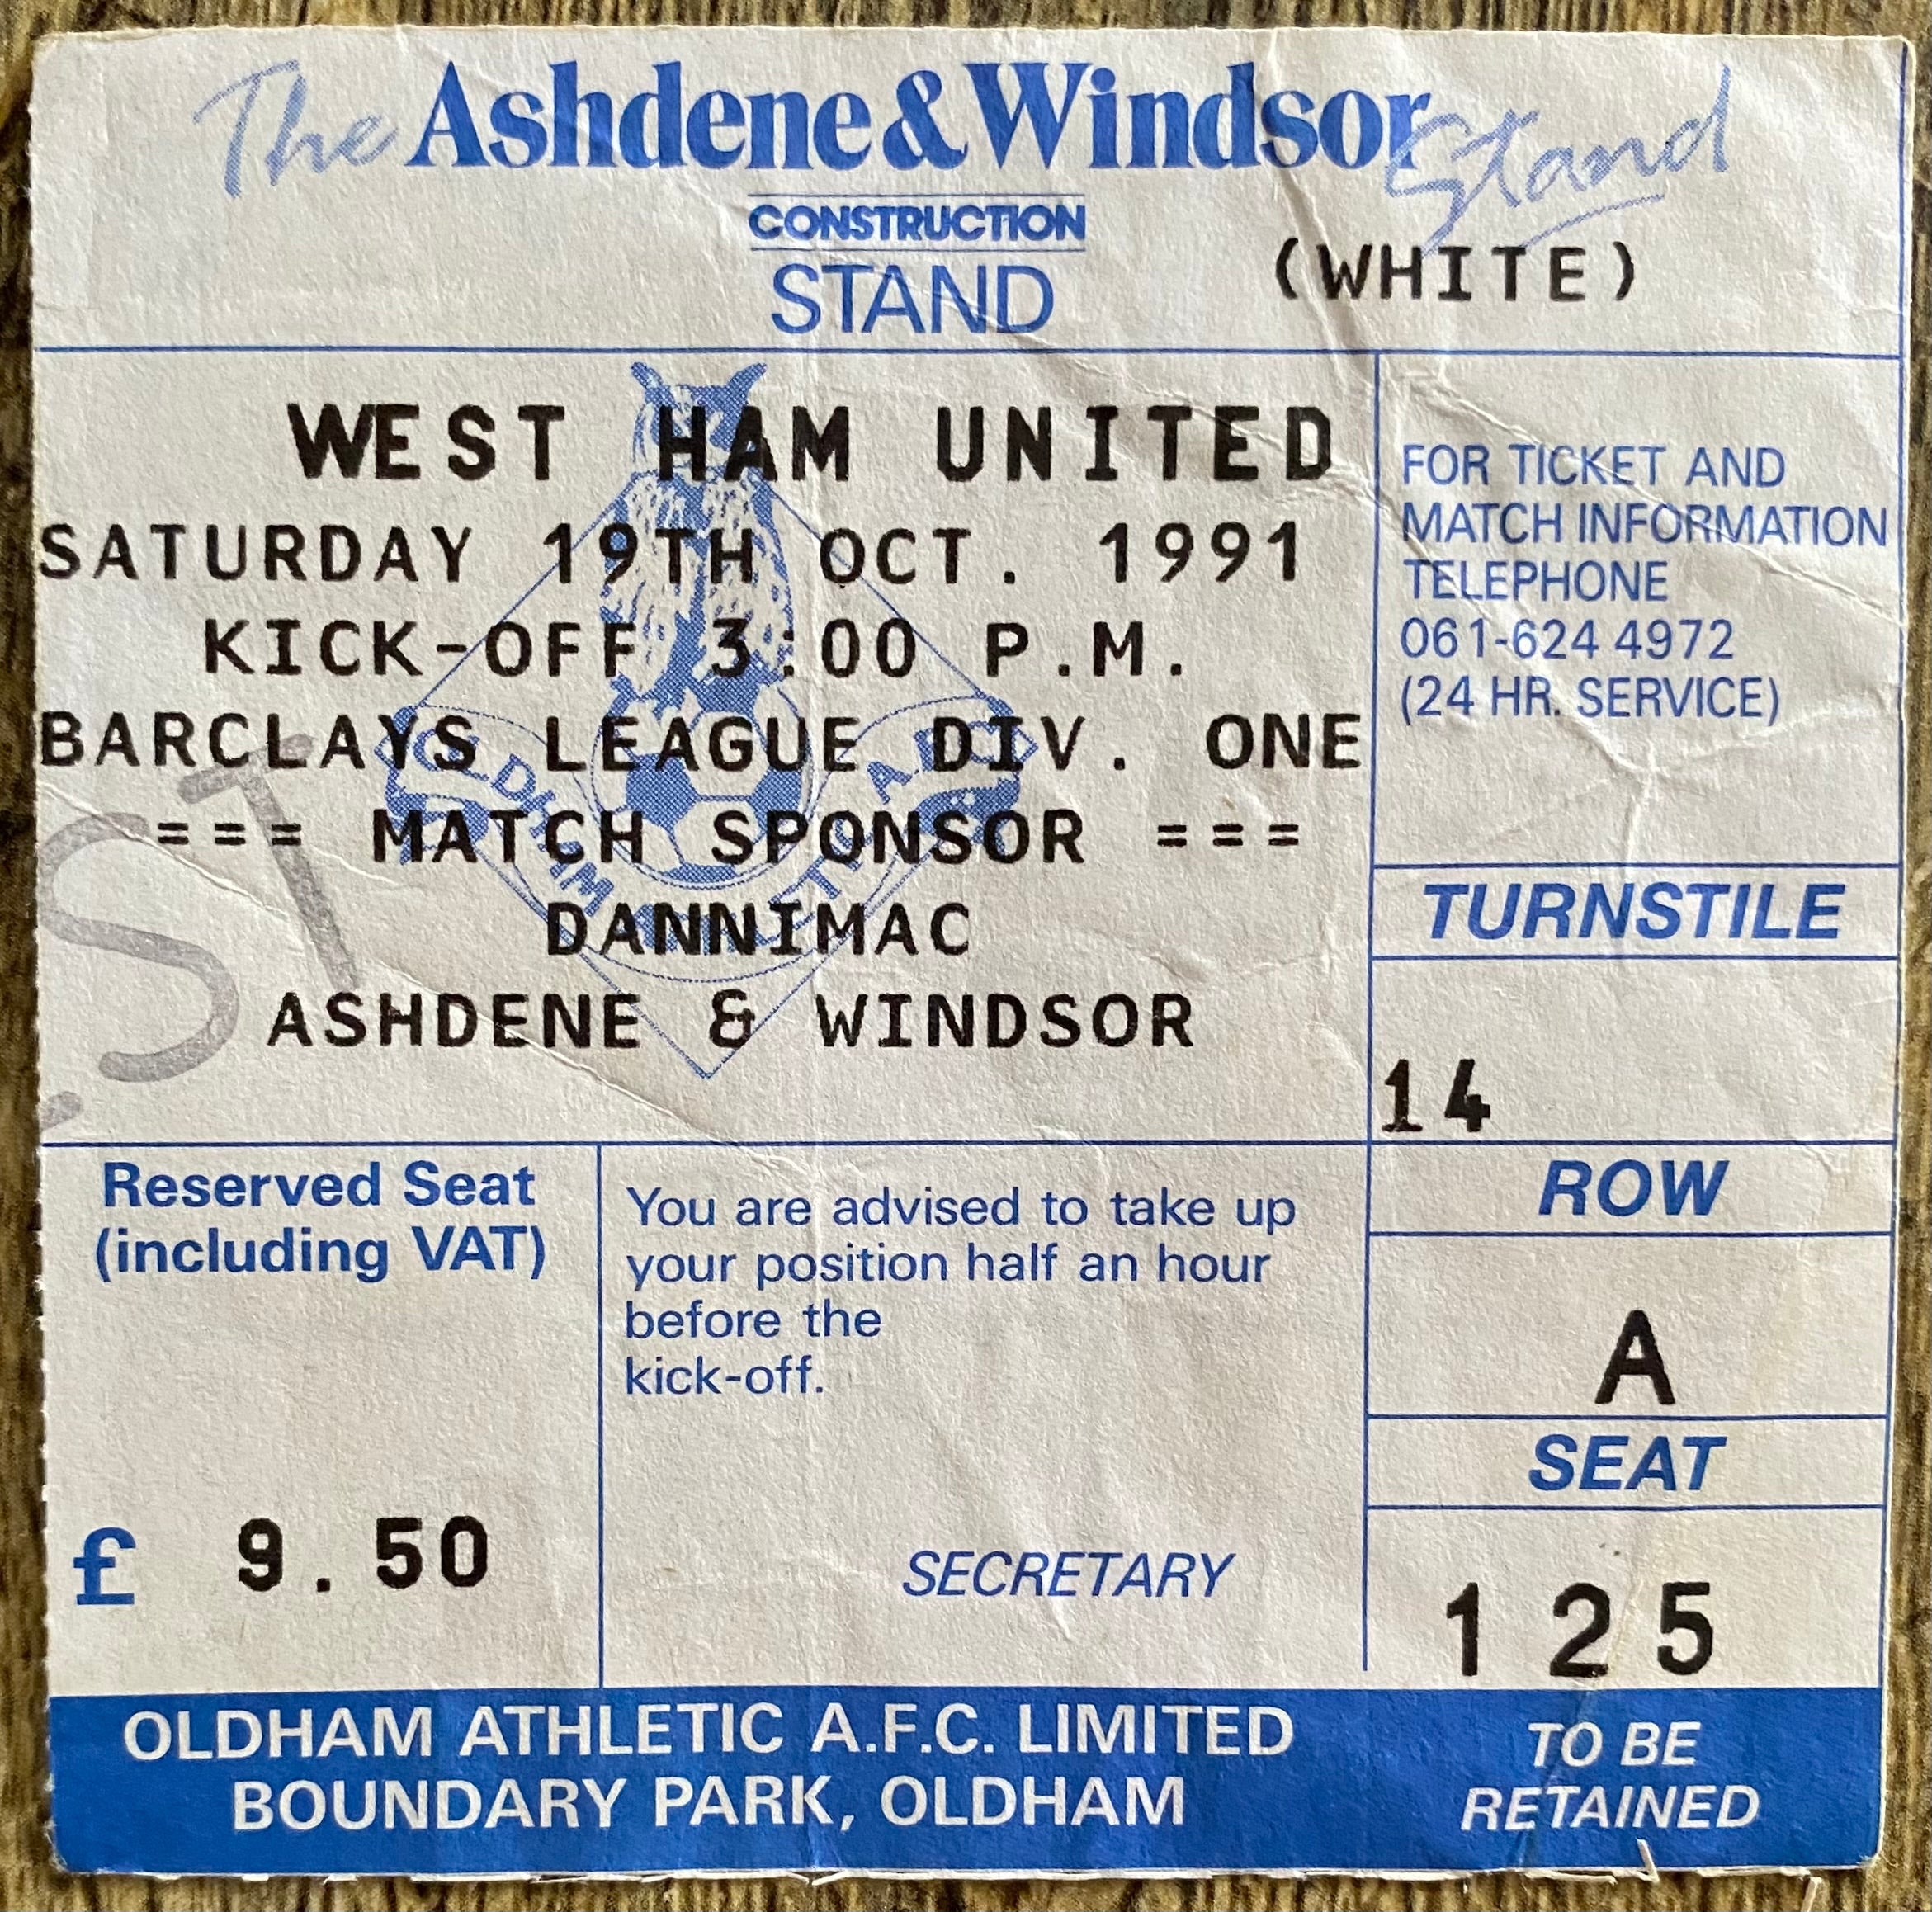 The Ashdene & Windsor Stand
CONSTRUCTION
STAND
(WHITE)
WEST HAM UNITED
SATURDAY 19TH OCT. 1991
KICK-OFF 3:00 P.M.
BARCLAYS LEAGUE DIV. ONE
=== MATCH SPONSOR ===
DANNIMAC
ASHDENE & WINDSOR
OLDHAM ATHLETIC A.F.C.
ST
FOR TICKET AND
MATCH INFORMATION
TELEPHONE
061-624 4972
(24 HR. SERVICE)
TURNSTILE
14
ROW
A
SEAT
125
Reserved Seat
(including VAT)
£ 9.50
You are advised to take up
your position half an hour
before the
kick-off.
SECRETARY
OLDHAM ATHLETIC A.F.C. LIMITED
BOUNDARY PARK, OLDHAM
TO BE
RETAINED